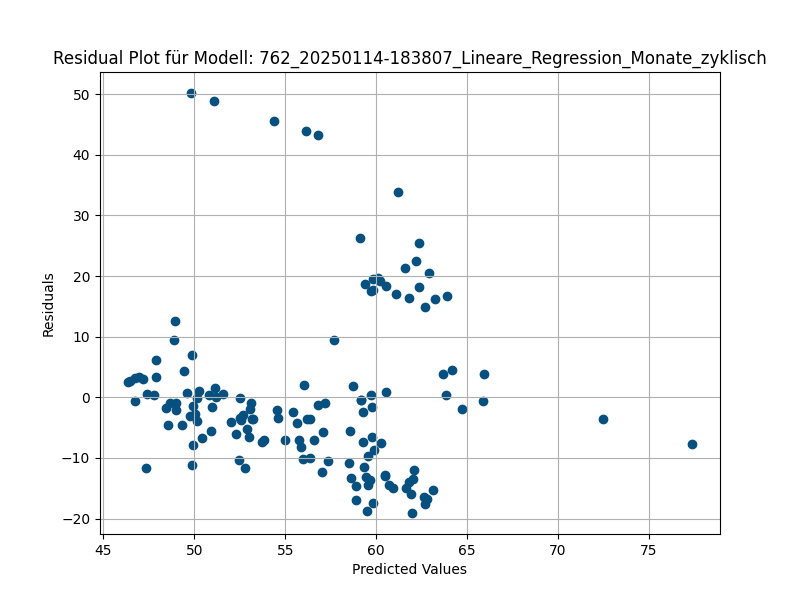 Residual Plot für Modell: 762_20250114-183807_Lineare_Regression_Monate_zyklisch
50
40
30
20
10
0
−10
−20
Residuals
45 50 55 60 65 70 75
Predicted Values